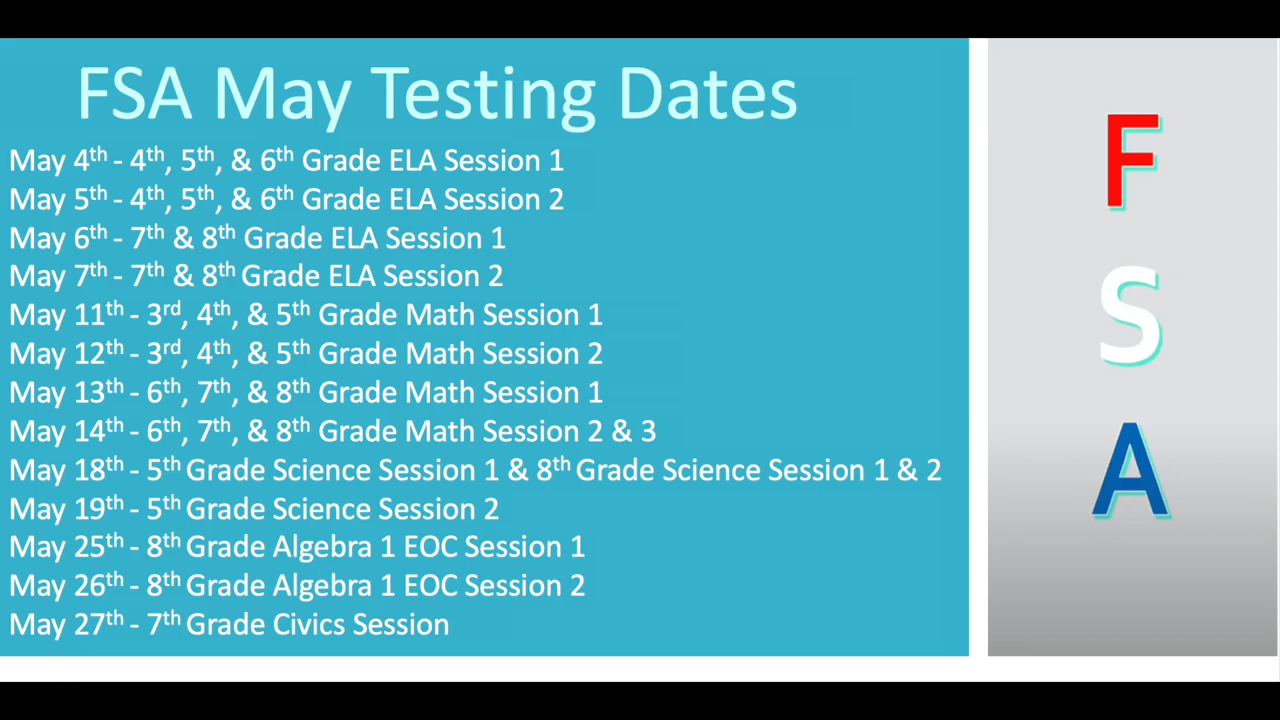 FSA May Testing Dates
May 4th - 4th, 5th, & 6th Grade ELA Session 1
May 5th - 4th, 5th, & 6th Grade ELA Session 2
May 6th - 7th & 8th Grade ELA Session 1
May 7th - 7th & 8th Grade ELA Session 2
May 11th - 3rd, 4th, & 5th Grade Math Session 1
May 12th - 3rd, 4th, & 5th Grade Math Session 2
May 13th - 6th, 7th, & 8th Grade Math Session 1
May 14th - 6th, 7th, & 8th Grade Math Session 2 & 3
May 18th - 5th Grade Science Session 1 & 8th Grade Science Session 1 & 2
May 19th - 5th Grade Science Session 2
May 25th - 8th Grade Algebra 1 EOC Session 1
May 26th - 8th Grade Algebra 1 EOC Session 2
May 27th - 7th Grade Civics Session
F
S
A